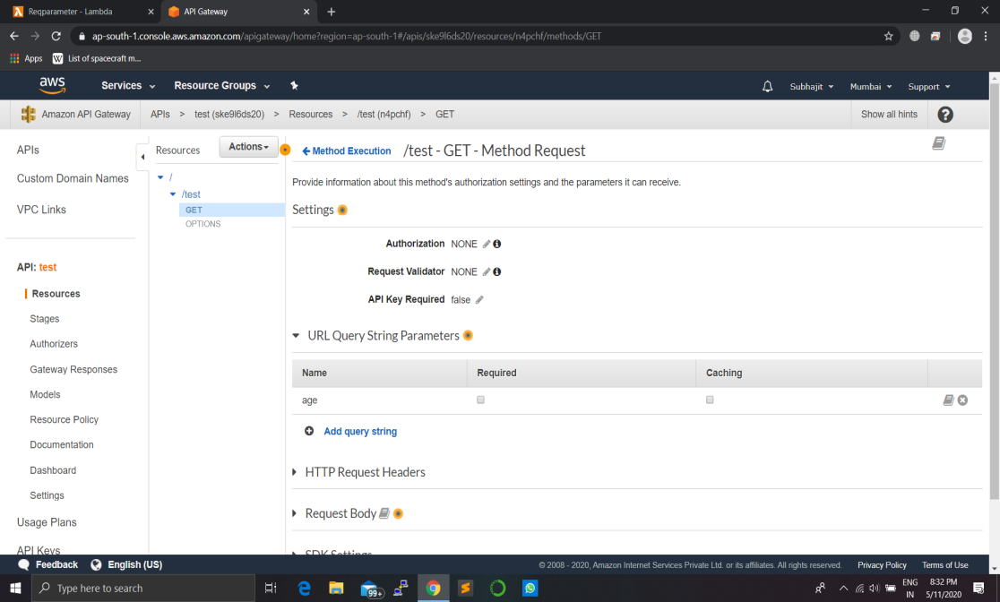 Reqparameter - Lambda
API Gateway
ap-south-1.console.aws.amazon.com/apigateway/home?region=ap-south-1#/apis/ske9l6ds20/resources/n4pchf/methods/GET
Apps
W List of spacecraft m...
aws Services Resource Groups Subhajit Mumbai Support
Amazon API Gateway APIs > test (ske9l6ds20) > Resources > /test (n4pchf) > GET Show all hints ?
APIs
Custom Domain Names
VPC Links
API: test
Resources
Stages
Authorizers
Gateway Responses
Models
Resource Policy
Documentation
Dashboard
Settings
Usage Plans
API Keys
Resources Actions
/
/test
GET
OPTIONS
Method Execution /test - GET - Method Request
Provide information about this method's authorization settings and the parameters it can receive.
Settings
Authorization NONE
Request Validator NONE
API Key Required false
URL Query String Parameters
Name Required Caching
age
Add query string
HTTP Request Headers
Request Body
SDK Settings
Feedback English (US) © 2008 - 2020, Amazon Internet Services Private Ltd. or its affiliates. All rights reserved. Privacy Policy Terms of Use
Type here to search
99+
S
ENG
IN
8:32 PM
5/11/2020